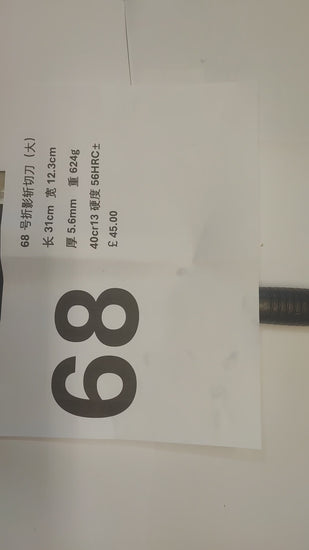 68 号折影斩切刀（大）
长 31cm 宽 12.3cm
厚 5.6mm 重 624g
40cr13 硬度 56HRC±
£ 45.00
68